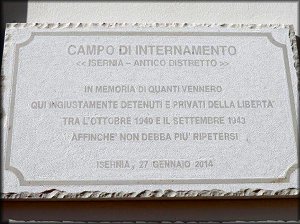 CAMPO DI INTERNAMENTO
<< ISERNIA – ANTICO DISTRETTO >>
IN MEMORIA DI QUANTI VENNERO
QUI INGIUSTAMENTE DETENUTI E PRIVATI DELLA LIBERTA'
TRA L'OTTOBRE 1940 E IL SETTEMBRE 1943
AFFINCHE' NON DEBBA PIU' RIPETERSI
ISERNIA, 27 GENNAIO 2014